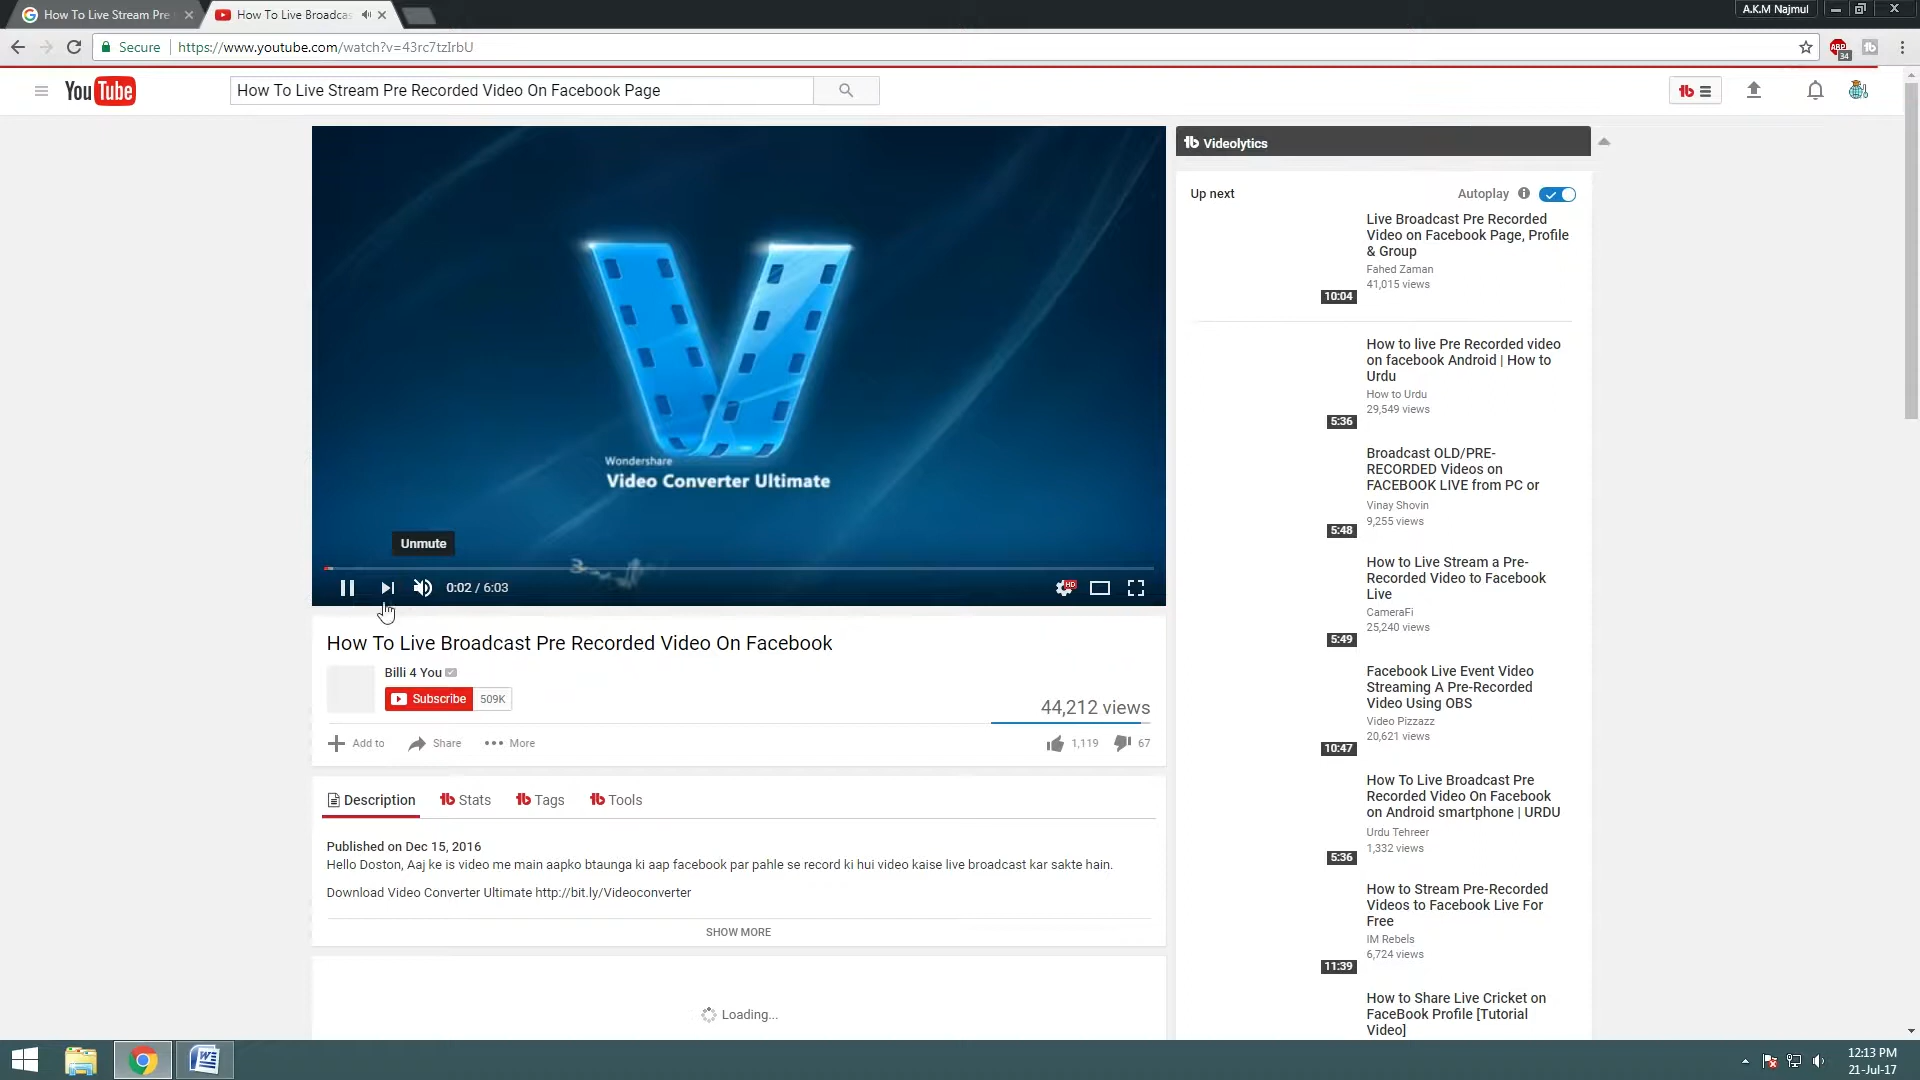 How To Live Stream Pre
How To Live Broadcas
A.K.M Najmul
Secure
https://www.youtube.com/watch?v=43rc7tzIrbU
ABP
34
YouTube
How To Live Stream Pre Recorded Video On Facebook Page
Videolytics
Up next
Autoplay
Live Broadcast Pre Recorded
Video on Facebook Page, Profile
& Group
Fahed Zaman
41,015 views
10:04
How to live Pre Recorded video
on facebook Android | How to
Urdu
How to Urdu
29,549 views
5:36
Broadcast OLD/PRE-
RECORDED Videos on
FACEBOOK LIVE from PC or
Vinay Shovin
9,255 views
5:48
How to Live Stream a Pre-
Recorded Video to Facebook
Live
CameraFi
25,240 views
5:49
Facebook Live Event Video
Streaming A Pre-Recorded
Video Using OBS
Video Pizzazz
20,621 views
10:47
How To Live Broadcast Pre
Recorded Video On Facebook
on Android smartphone | URDU
Urdu Tehreer
1,332 views
5:36
How to Stream Pre-Recorded
Videos to Facebook Live For
Free
IM Rebels
6,724 views
11:39
How to Share Live Cricket on
FaceBook Profile [Tutorial
Video]
Wondershare
Video Converter Ultimate
Unmute
0:02 / 6:03
HD
How To Live Broadcast Pre Recorded Video On Facebook
Billi 4 You
Subscribe 509K
44,212 views
Add to Share More
1,119 67
Description Stats Tags Tools
Published on Dec 15, 2016
Hello Doston, Aaj ke is video me main aapko btaunga ki aap facebook par pahle se record ki hui video kaise live broadcast kar sakte hain.
Download Video Converter Ultimate http://bit.ly/Videoconverter
SHOW MORE
Loading...
12:13 PM
21-Jul-17